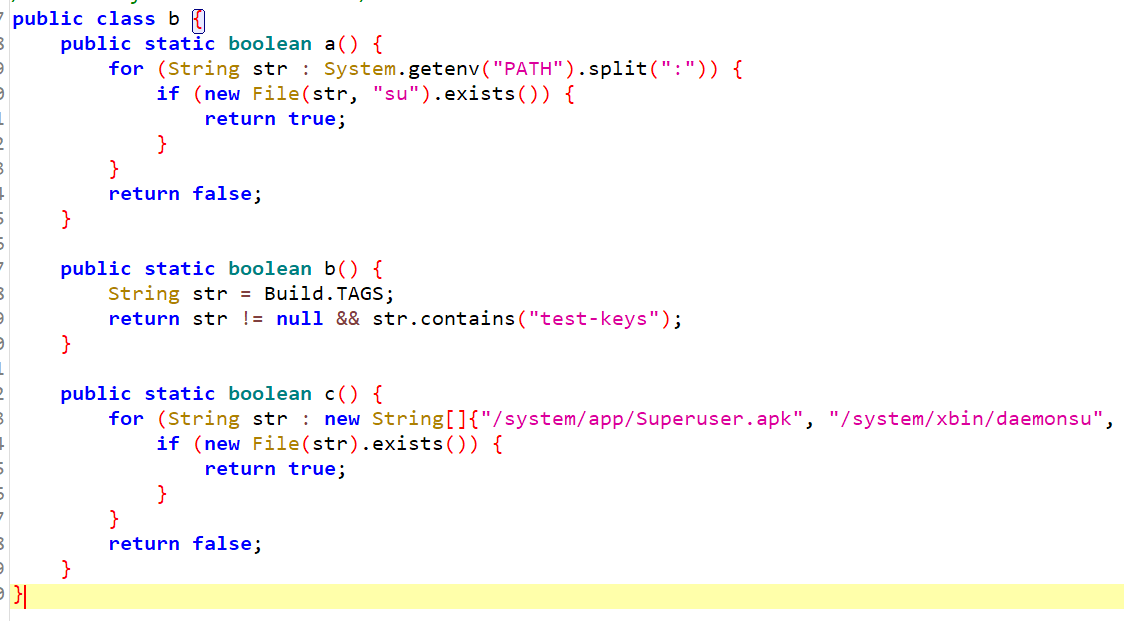 public class b {
    public static boolean a() {
        for (String str : System.getenv("PATH").split(":")) {
            if (new File(str, "su").exists()) {
                return true;
            }
        }
        return false;
    }

    public static boolean b() {
        String str = Build.TAGS;
        return str != null && str.contains("test-keys");
    }

    public static boolean c() {
        for (String str : new String[]{"/system/app/Superuser.apk", "/system/xbin/daemonsu",
            if (new File(str).exists()) {
                return true;
            }
        }
        return false;
    }
}